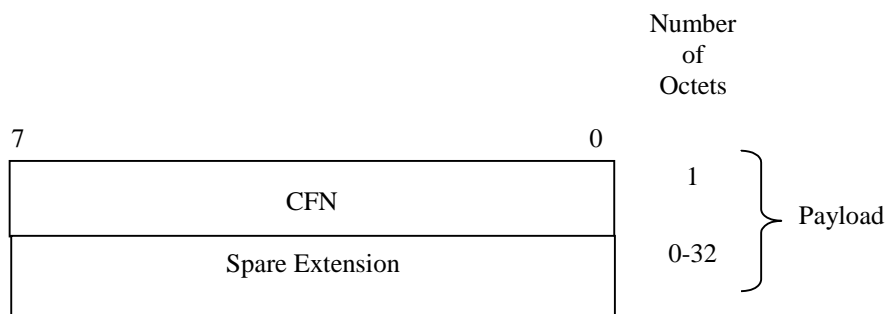 Number
of
Octets
7 0
CFN 1
Payload
Spare Extension 0-32